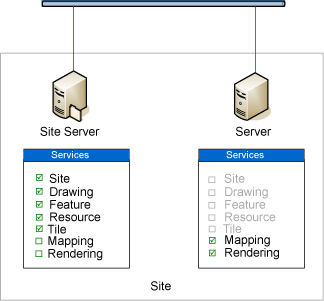 Site Server
Server
Services
Site
Drawing
Feature
Resource
Tile
Mapping
Rendering
Services
Site
Drawing
Feature
Resource
Tile
Mapping
Rendering
Site